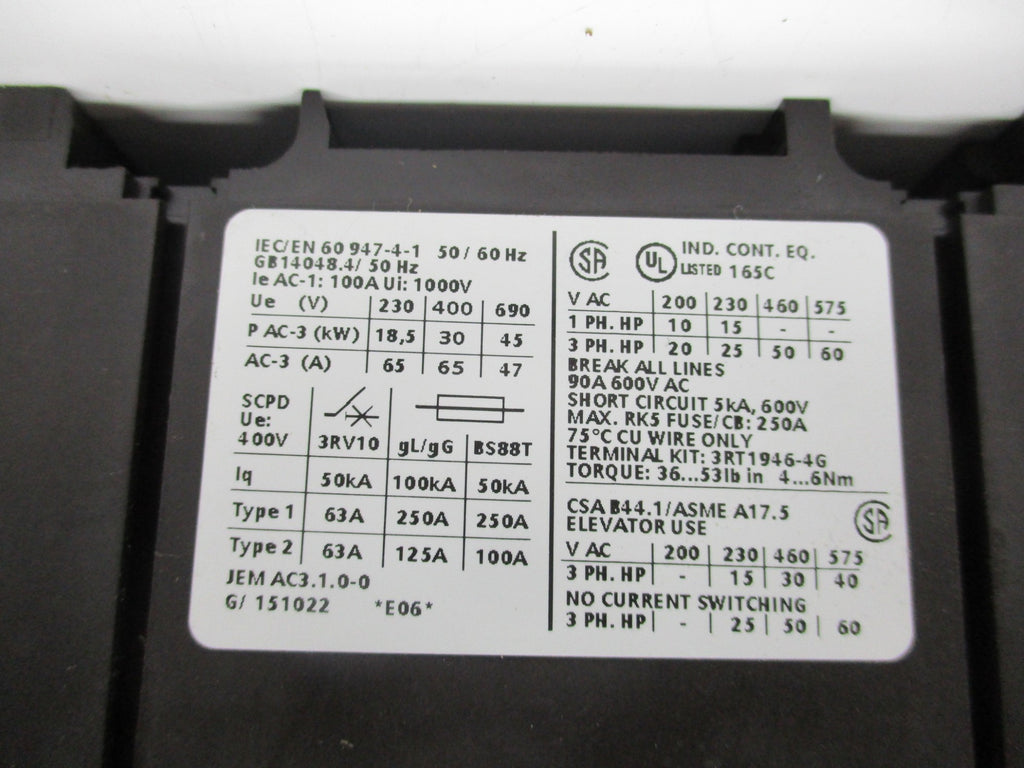 IEC/EN 60 947-4-1 50/60 Hz
GB14048.4/ 50 Hz
Ie AC-1: 100A Ui: 1000V
Ue (V) 230 400 690
P AC-3 (kW) 18,5 30 45
AC-3 (A) 65 65 47
SCPD
Ue:
400V 3RV10 gL/gG BS88T
Iq 50kA 100kA 50kA
Type 1 63A 250A 250A
Type 2 63A 125A 100A
JEM AC3.1.0-0
G/ 151022 *E06*
SA UL IND. CONT. EQ.
LISTED 165C
V AC 200 230 460 575
1 PH. HP 10 15 - -
3 PH. HP 20 25 50 60
BREAK ALL LINES
90A 600V AC
SHORT CIRCUIT 5kA, 600V
MAX. RK5 FUSE/CB: 250A
75°C CU WIRE ONLY
TERMINAL KIT: 3RT1946-4G
TORQUE: 36...53lb in 4...6Nm
CSA B44.1/ASME A17.5 SA
ELEVATOR USE
V AC 200 230 460 575
3 PH. HP - 15 30 40
NO CURRENT SWITCHING
3 PH. HP - 25 50 60